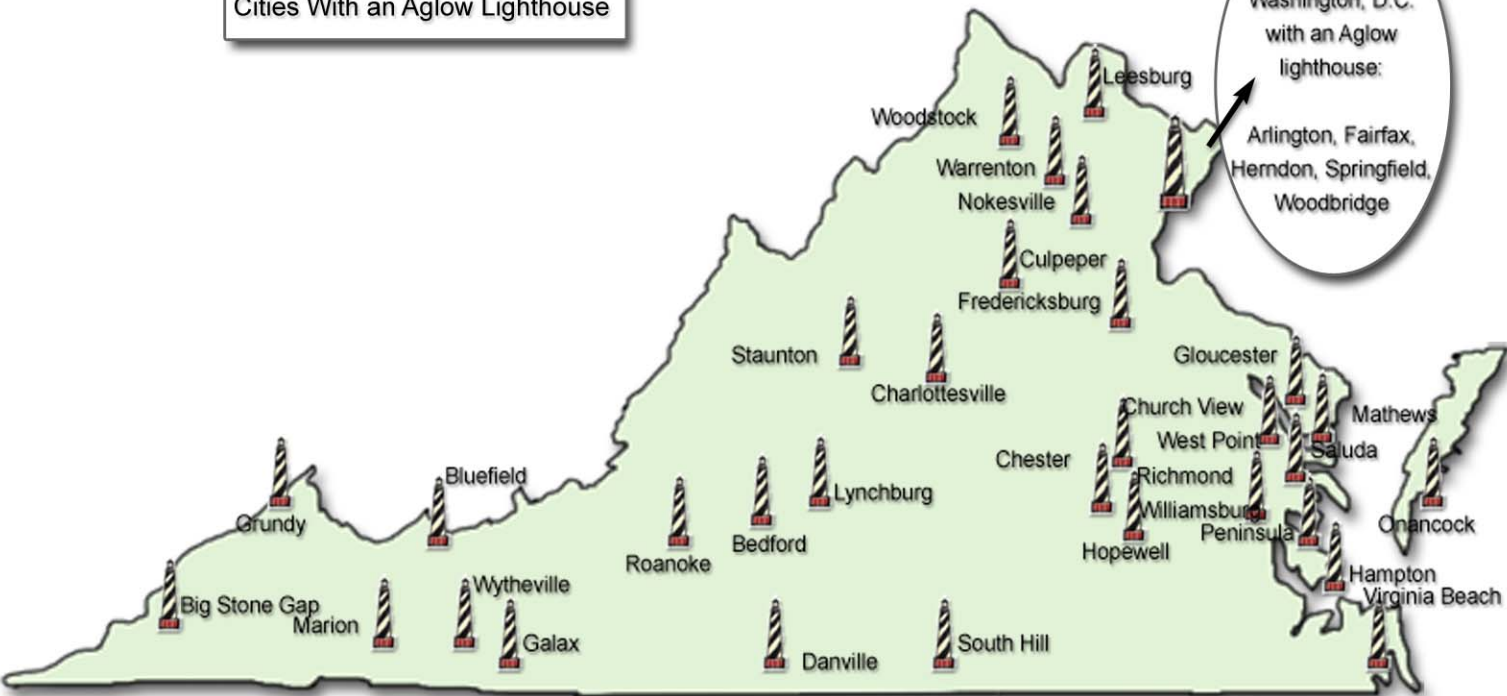 Cities With an Aglow Lighthouse
Washington, D.C.
with an Aglow
lighthouse:
Arlington, Fairfax,
Herndon, Springfield,
Woodbridge
Leesburg
Woodstock
Warrenton
Nokesville
Culpeper
Fredericksburg
Staunton
Charlottesville
Gloucester
Church View
Mathews
West Point
Saluda
Chester
Richmond
Williamsburg
Peninsula
Onancock
Hopewell
Hampton
Virginia Beach
Grundy
Bluefield
Lynchburg
Bedford
Roanoke
Big Stone Gap
Marion
Wytheville
Galax
Danville
South Hill